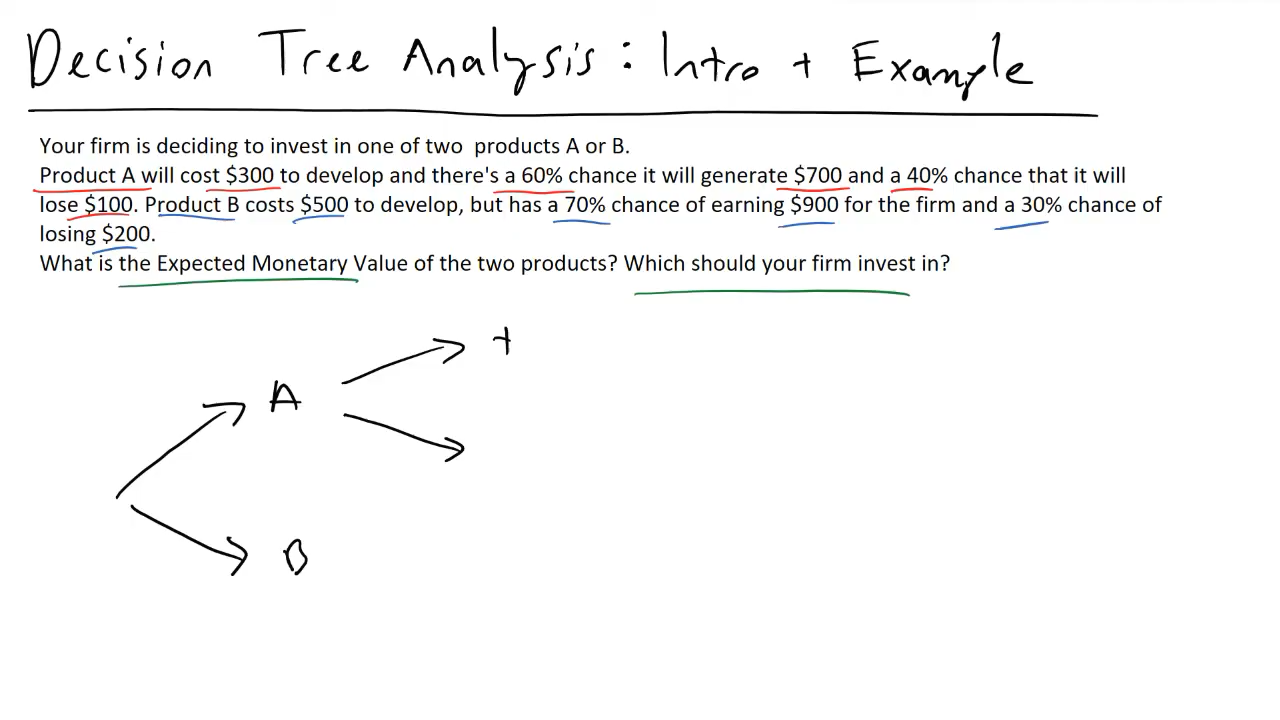 Decision Tree Analysis: Intro + Example
Your firm is deciding to invest in one of two products A or B.
Product A will cost $300 to develop and there's a 60% chance it will generate $700 and a 40% chance that it will
lose $100. Product B costs $500 to develop, but has a 70% chance of earning $900 for the firm and a 30% chance of
losing $200.
What is the Expected Monetary Value of the two products? Which should your firm invest in?
+
A
B